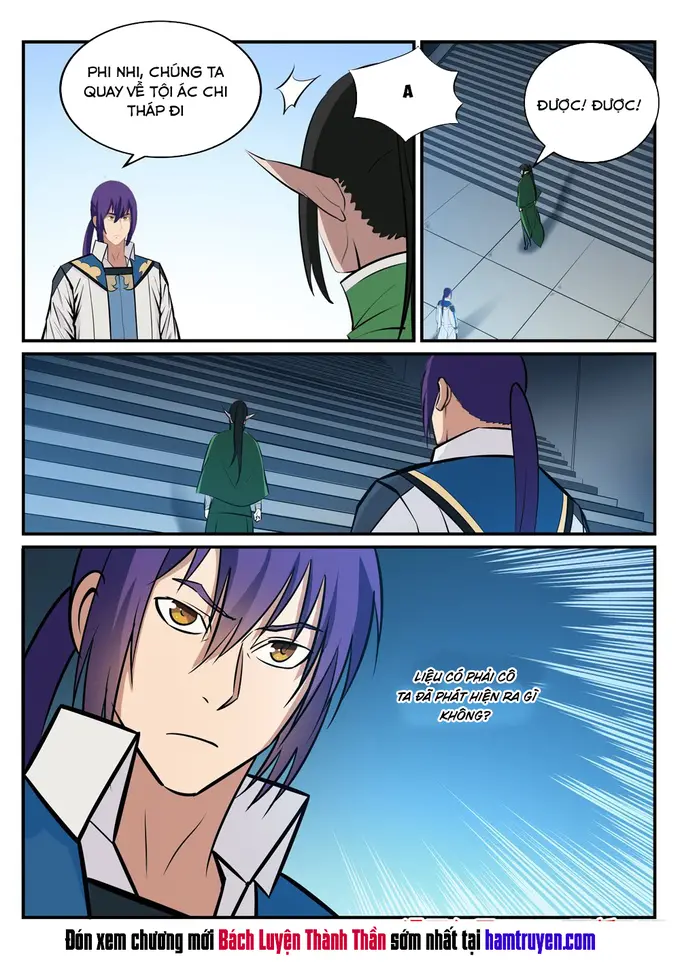 PHI NHI, CHÚNG TA
QUAY VỀ TỘI ÁC CHI
THÁP ĐI
A
ĐƯỢC! ĐƯỢC!
LIỆU CÓ PHẢI CÔ
TA ĐÃ PHÁT HIỆN RA GÌ
KHÔNG?
Đón xem chương mới Bách Luyện Thành Thần sớm nhất tại hamtruyen.com